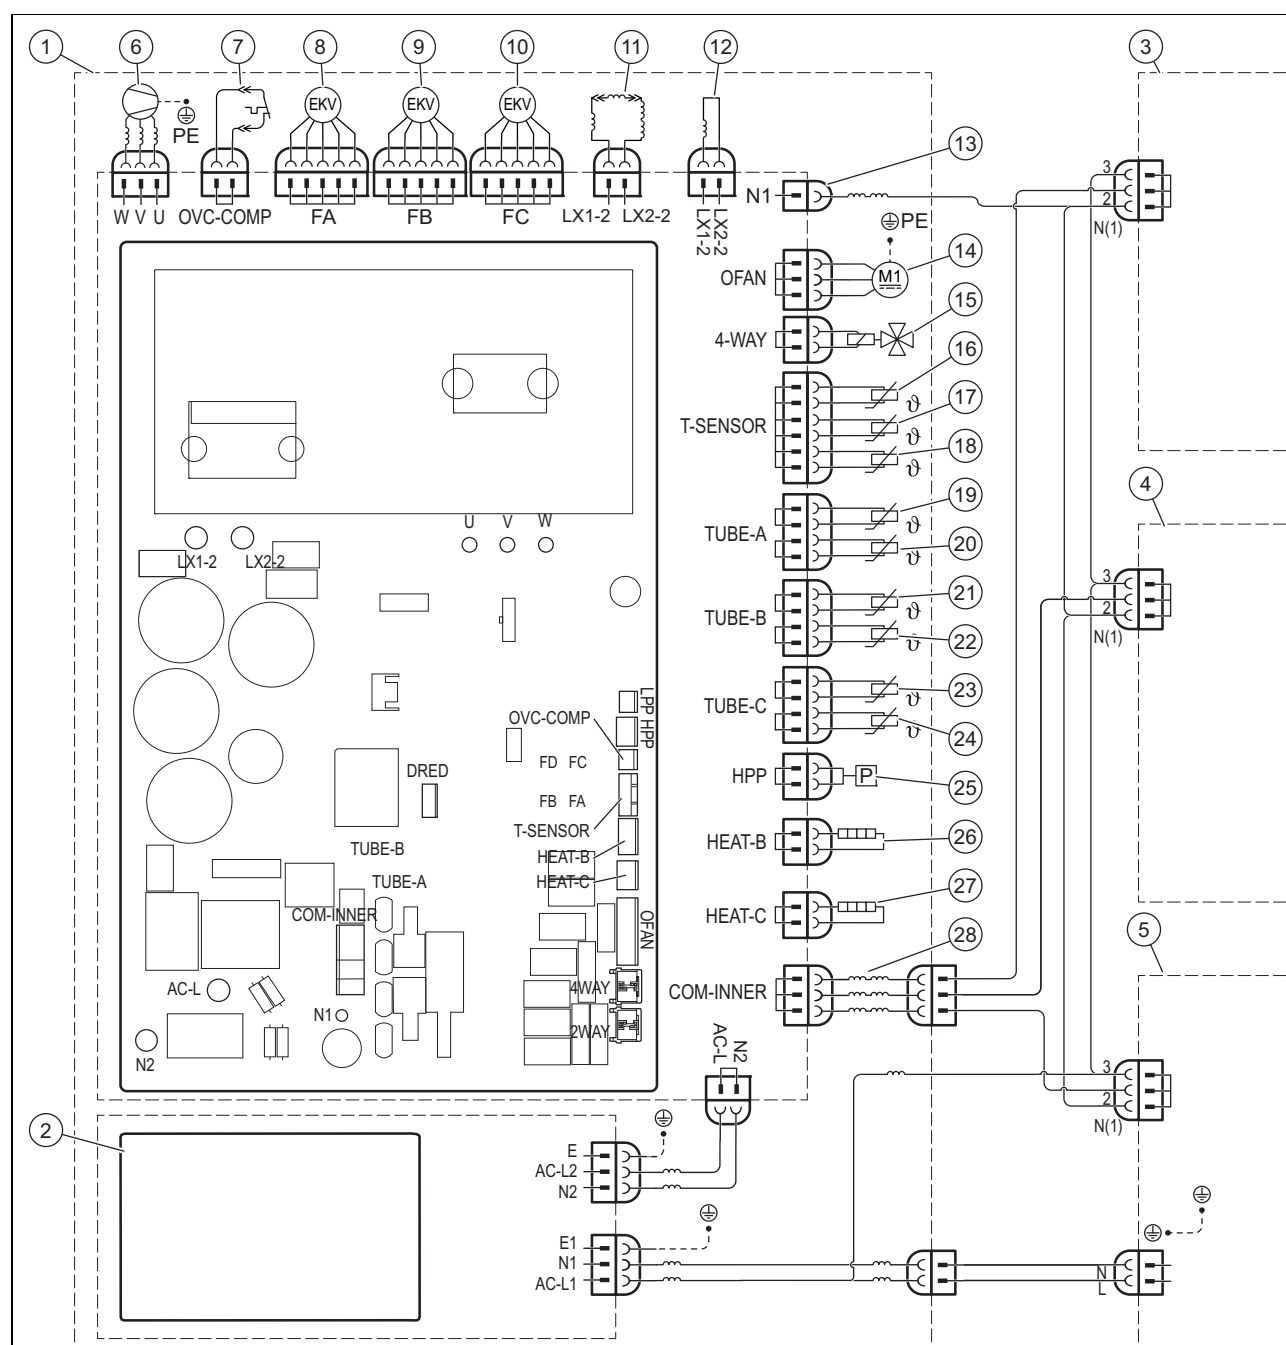 1 6 7 8 9 10 11 12 3
EKV EKV EKV
PE
13
3
2
N1
W V U OVC-COMP FA FB FC LX1-2 LX2-2
LX1-2
LX2-2
N(1)
PE
14
OFAN M1
15
4-WAY
16
ϑ
17
T-SENSOR
ϑ
18
ϑ
4
19
U V W
TUBE-A
ϑ
20
LX1-2 LX2-2
ϑ
3
21
2
TUBE-B
ϑ
N(1)
22
ϑ
23
LPP HPP
TUBE-C
ϑ
OVC-COMP
24
ϑ
FD FC
DRED
HPP P
25
FB FA
T-SENSOR
26
TUBE-B
HEAT-B
HEAT-B
TUBE-A
HEAT-C
27
COM-INNER
HEAT-C
OFAN
28
5
AC-L
4WAY
COM-INNER
N1
2WAY
AC-L
N2
N2
3
2
2
N(1)
E
AC-L2
N2
E1
N1
AC-L1
N
L